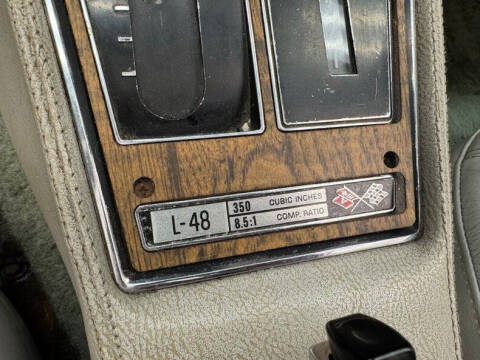 L-48
350 CUBIC INCHES
8.5:1 COMP. RATIO